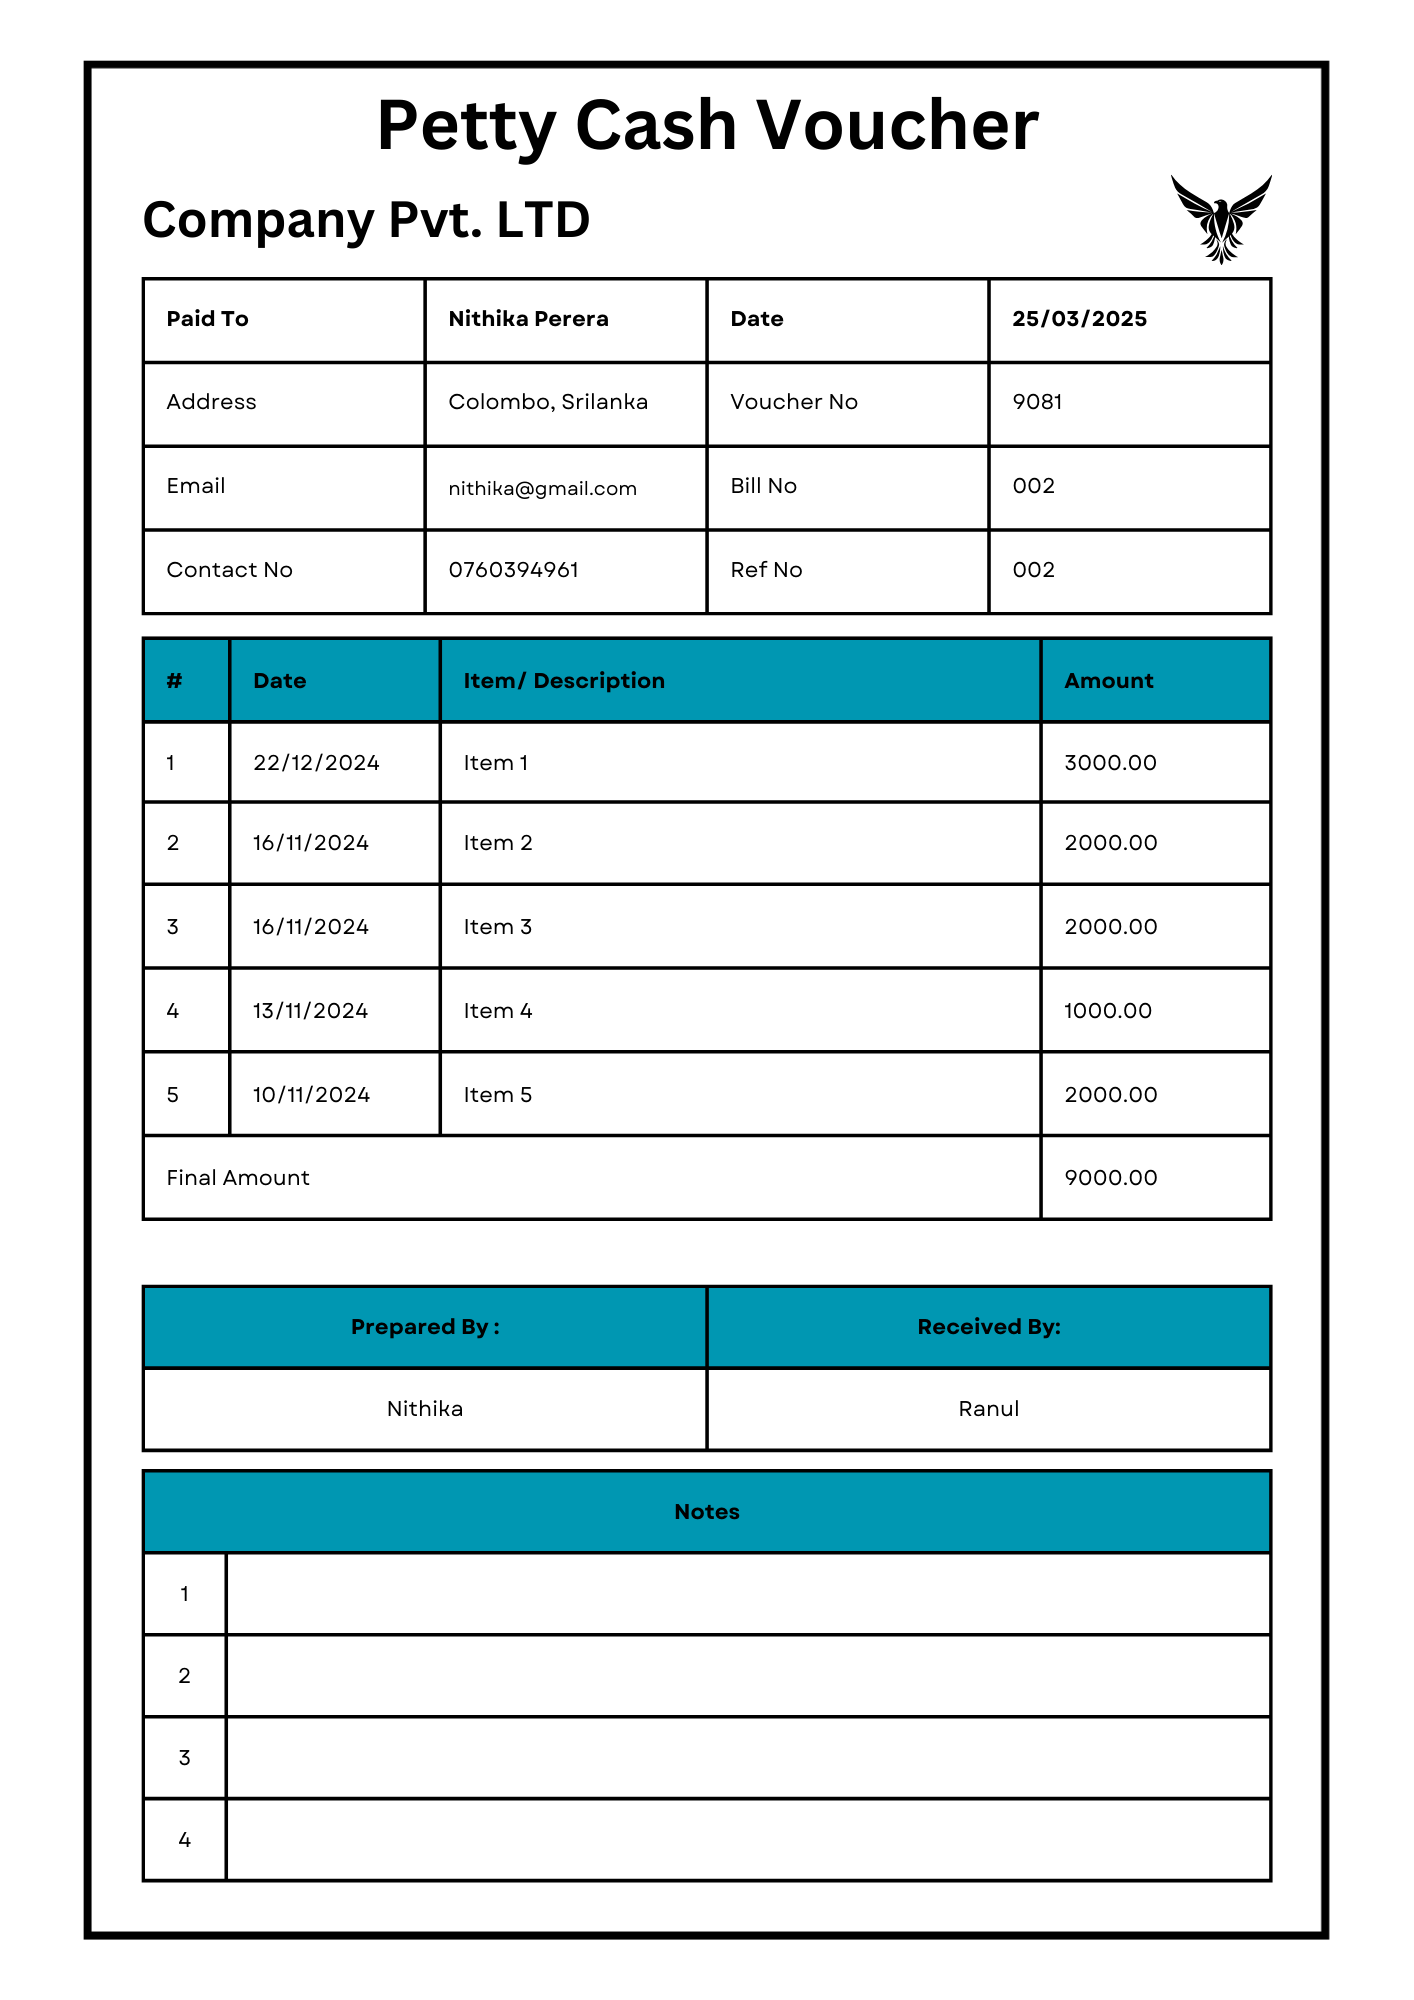 Petty Cash Voucher
Company Pvt. LTD
Paid To Nithika Perera Date 25/03/2025
Address Colombo, Srilanka Voucher No 9081
Email nithika@gmail.com Bill No 002
Contact No 0760394961 Ref No 002
# Date Item/ Description Amount
1 22/12/2024 Item 1 3000.00
2 16/11/2024 Item 2 2000.00
3 16/11/2024 Item 3 2000.00
4 13/11/2024 Item 4 1000.00
5 10/11/2024 Item 5 2000.00
Final Amount 9000.00
Prepared By : Received By:
Nithika Ranul
Notes
1
2
3
4